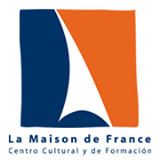 La Maison de France
Centro Cultural y de Formación